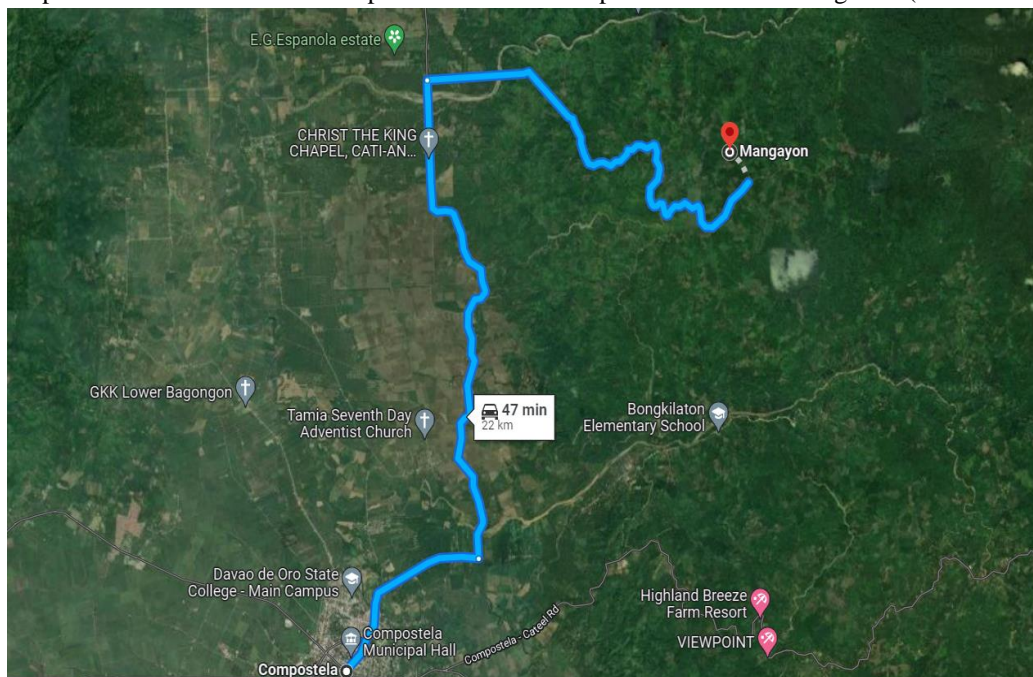 E.G.Espanola estate
CHRIST THE KING
CHAPEL, CATI-AN...
Mangayon
GKK Lower Bagongon
47 min
22 km
Tamia Seventh Day
Adventist Church
Bongkilaton
Elementary School
Davao de Oro State
College - Main Campus
Highland Breeze
Farm Resort
Compostela
Municipal Hall
VIEWPOINT
Compostela - Cateel Rd
Compostela